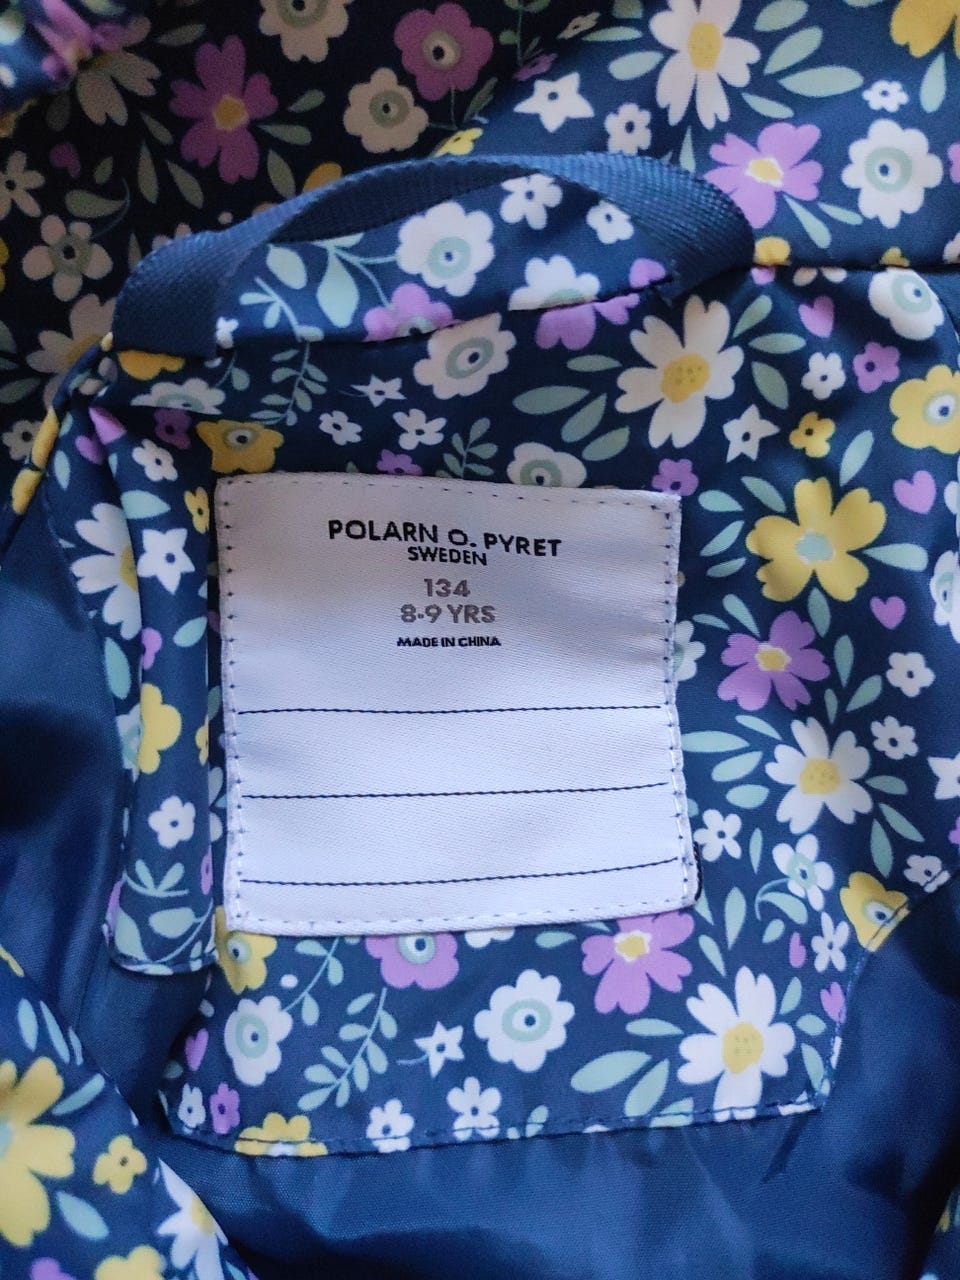 POLARN O. PYRET
SWEDEN
134
8-9 YRS
MADE IN CHINA